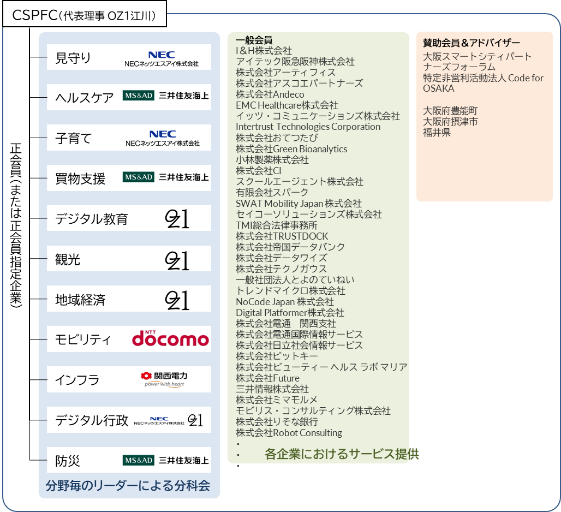 CSPFC(代表理事 OZ1江川)
正会員(または正会員指定企業)
見守り
NEC
NECネッツエスアイ株式会社
ヘルスケア
MS&AD 三井住友海上
子育て
NEC
NECネッツエスアイ株式会社
買物支援
MS&AD 三井住友海上
デジタル教育
OZ1
観光
OZ1
地域経済
OZ1
モビリティ
NTT
docomo
インフラ
関西電力
power with heart
デジタル行政
NEC
NECネッツエスアイ株式会社
OZ1
防災
MS&AD 三井住友海上
分野毎のリーダーによる分科会
一般会員
I&H株式会社
アイテック阪急阪神株式会社
株式会社アーティフィス
株式会社アスコエパートナーズ
株式会社Andeco
EMC Healthcare株式会社
イッツ・コミュニケーションズ株式会社
Intertrust Technologies Corporation
株式会社おてつたび
株式会社Green Bioanalytics
小林製薬株式会社
株式会社CI
スクールエージェント株式会社
有限会社スパーク
SWAT Mobility Japan 株式会社
セイコーソリューションズ株式会社
TMI総合法律事務所
株式会社TRUSTDOCK
株式会社帝国データバンク
株式会社データワイズ
株式会社テクノガウス
一般社団法人とよのていねい
トレンドマイクロ株式会社
NoCode Japan 株式会社
Digital Platformer株式会社
株式会社電通 関西支社
株式会社電通国際情報サービス
株式会社日立社会情報サービス
株式会社ビットキー
株式会社ビューティー ヘルス ラボ マリア
株式会社Future
三井情報株式会社
株式会社ミマモルメ
モビリス・コンサルティング株式会社
株式会社りそな銀行
株式会社Robot Consulting
・
・
・
各企業におけるサービス提供
賛助会員&アドバイザー
大阪スマートシティパート
ナーズフォーラム
特定非営利活動法人 Code for
OSAKA
大阪府豊能町
大阪府摂津市
福井県